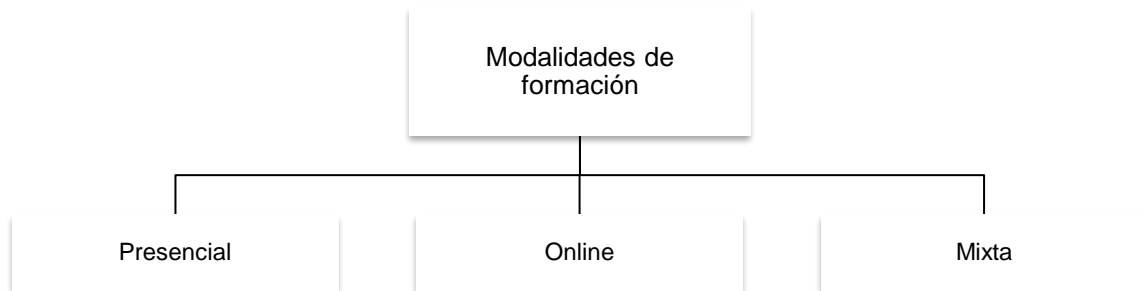 Modalidades de
formación
Presencial
Online
Mixta